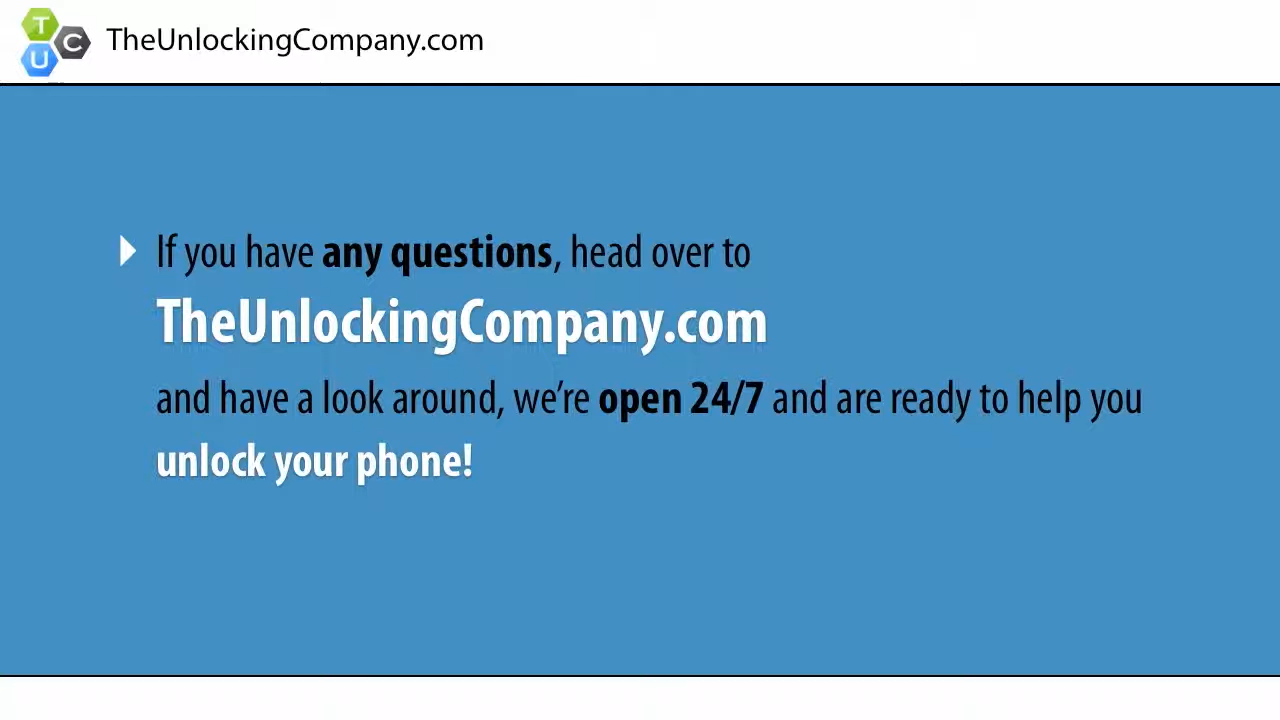 T
C
U
TheUnlockingCompany.com
If you have any questions, head over to
TheUnlockingCompany.com
and have a look around, we're open 24/7 and are ready to help you
unlock your phone!